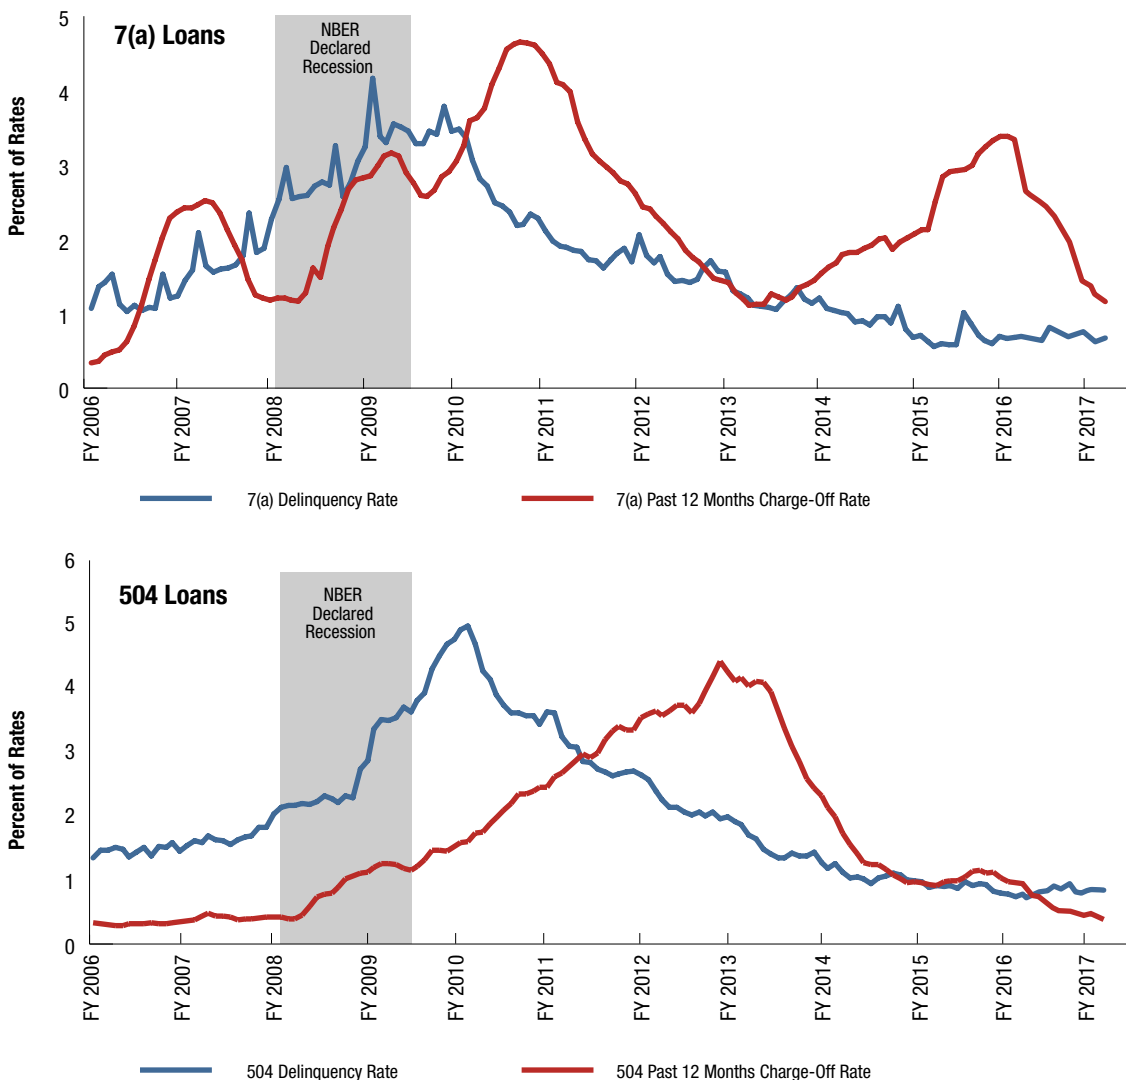 7(a) Loans
NBER
Declared
Recession
Percent of Rates
5
4
3
2
1
0
FY 2006
FY 2007
FY 2008
FY 2009
FY 2010
FY 2011
FY 2012
FY 2013
FY 2014
FY 2015
FY 2016
FY 2017
7(a) Delinquency Rate
7(a) Past 12 Months Charge-Off Rate
504 Loans
NBER
Declared
Recession
Percent of Rates
6
5
4
3
2
1
0
FY 2006
FY 2007
FY 2008
FY 2009
FY 2010
FY 2011
FY 2012
FY 2013
FY 2014
FY 2015
FY 2016
FY 2017
504 Delinquency Rate
504 Past 12 Months Charge-Off Rate